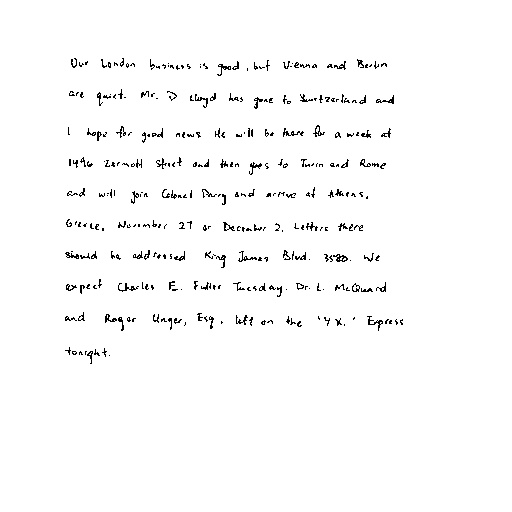 Our London business is good, but Vienna and Berlin
are quiet. Mr. D Lloyd has gone to Switzerland and
I hope for good news. He will be there for a week at
1496 Zermott Street and then goes to Turin and Rome
and will join Colonel Parry and arrive at Athens,
Greece, November 27 or December 2. Letters there
should be addressed King James Blvd. 3580. We
expect Charles E. Fuller Tuesday. Dr. L. McQuard
and Roger Unger, Esq., left on the 'YX.' Express
tonight.